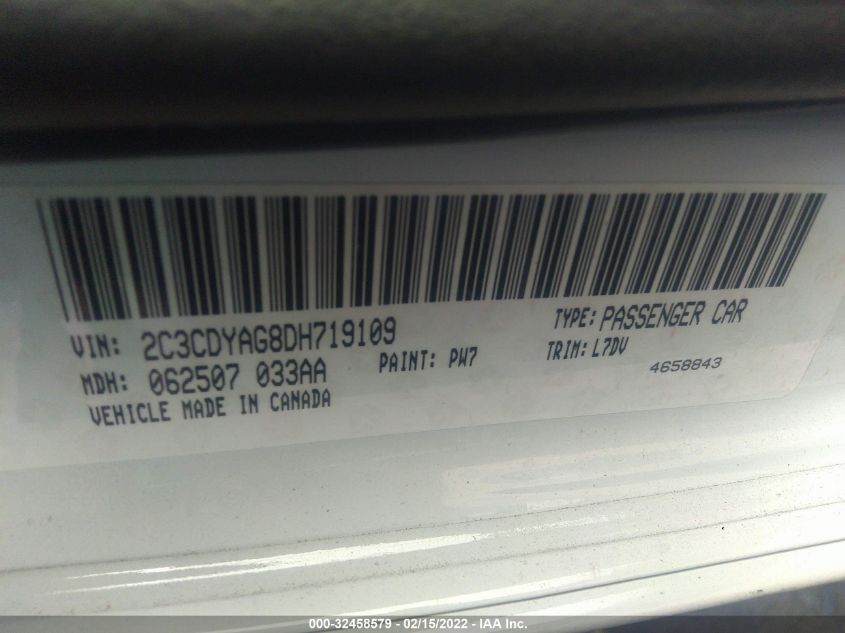 VIN: 2C3CDYAG8DH719109
TYPE: PASSENGER CAR
MDH: 062507 033AA
PAINT: PW7
TRIM: L7DV
VEHICLE MADE IN CANADA
4658843
000-32458579 - 02/15/2022 - IAA Inc.